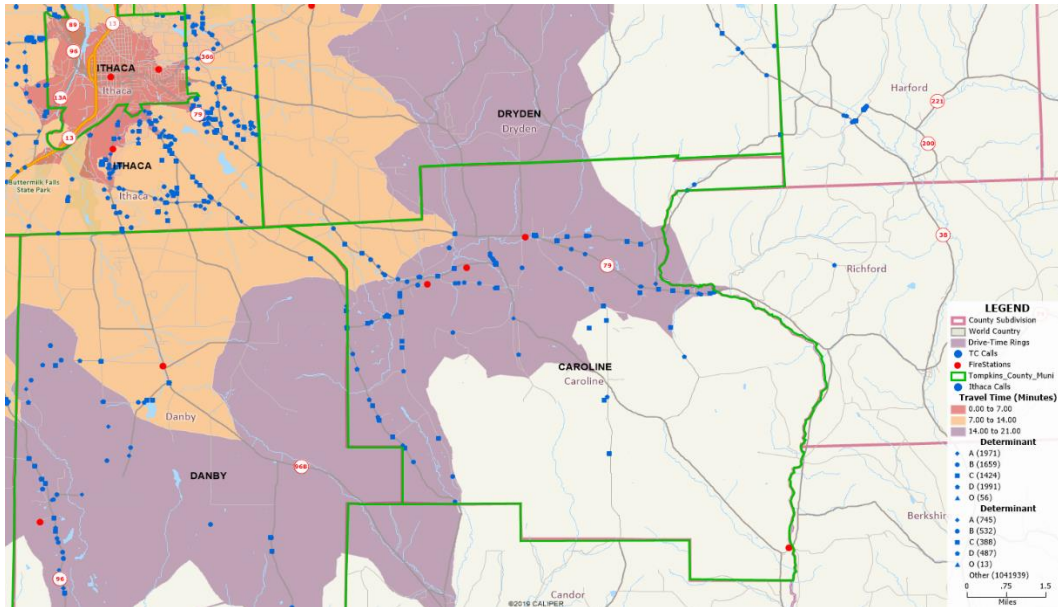 89
13
96
366
ITHACA
Ithaca
13A
79
13
ITHACA
Buttermilk Falls
State Park
Ithaca
DRYDEN
Dryden
Harford
221
200
38
79
Richford
CAROLINE
Caroline
Danby
DANBY
96B
96
Candor
©2019 CALIPER
LEGEND
County Subdivision
World Country
Drive-Time Rings
TC Calls
FireStations
Tompkins_County_Muni
Ithaca Calls
Travel Time (Minutes)
0.00 to 7.00
7.00 to 14.00
14.00 to 21.00
Determinant
A (1971)
B (1659)
C (1424)
D (1991)
O (56)
Determinant
A (745)
B (532)
C (388)
D (487)
O (13)
Other (1041939)
0 .75 1.5
Miles